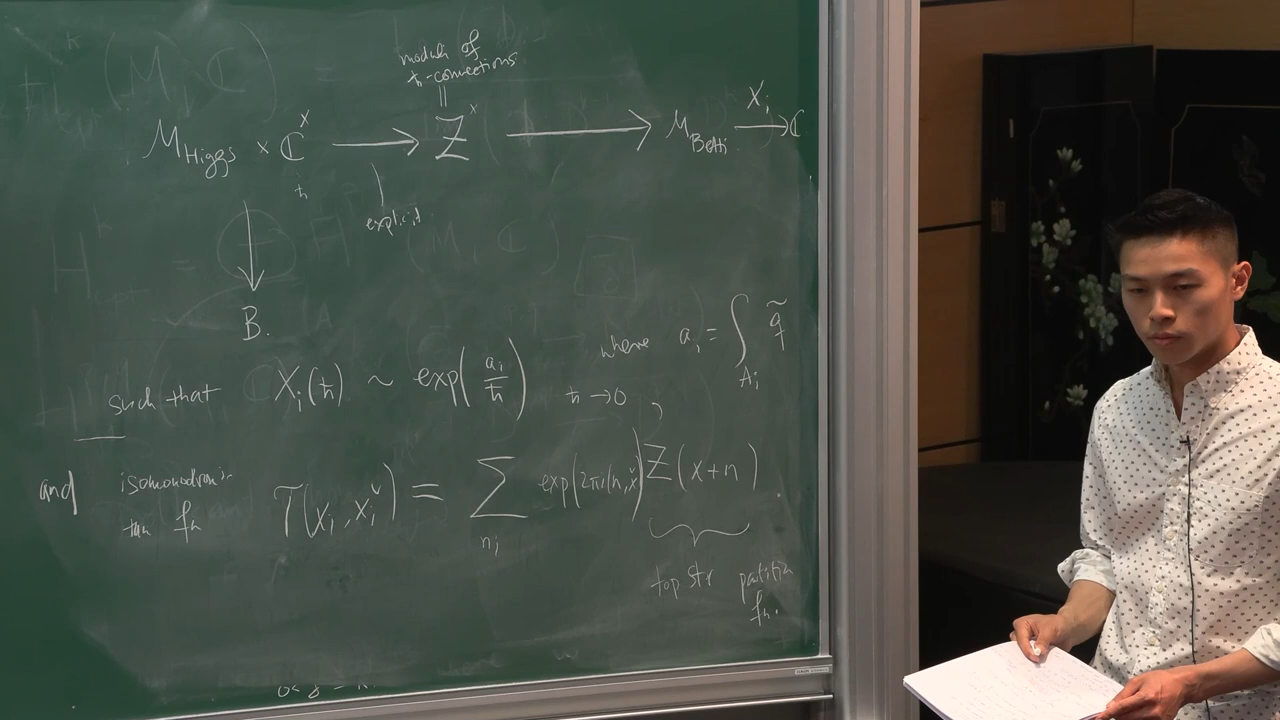 moduli of
ħ-connections
||
M_Higgs × ℂ^×_ħ ⟶ Z^× ⟶ M_Betti ⟶^{X_i} ℂ
explicit
B.
where a_i = ∫_{A_i} q̃
such that X_i(ħ) ~ exp(a_i/ħ) ħ→0,
and isomonodromic tau fn τ(x_i, x_i^∨) = Σ_{n_i} exp(2πi(n,x^∨)) Z(x+n).
top str partition fn.